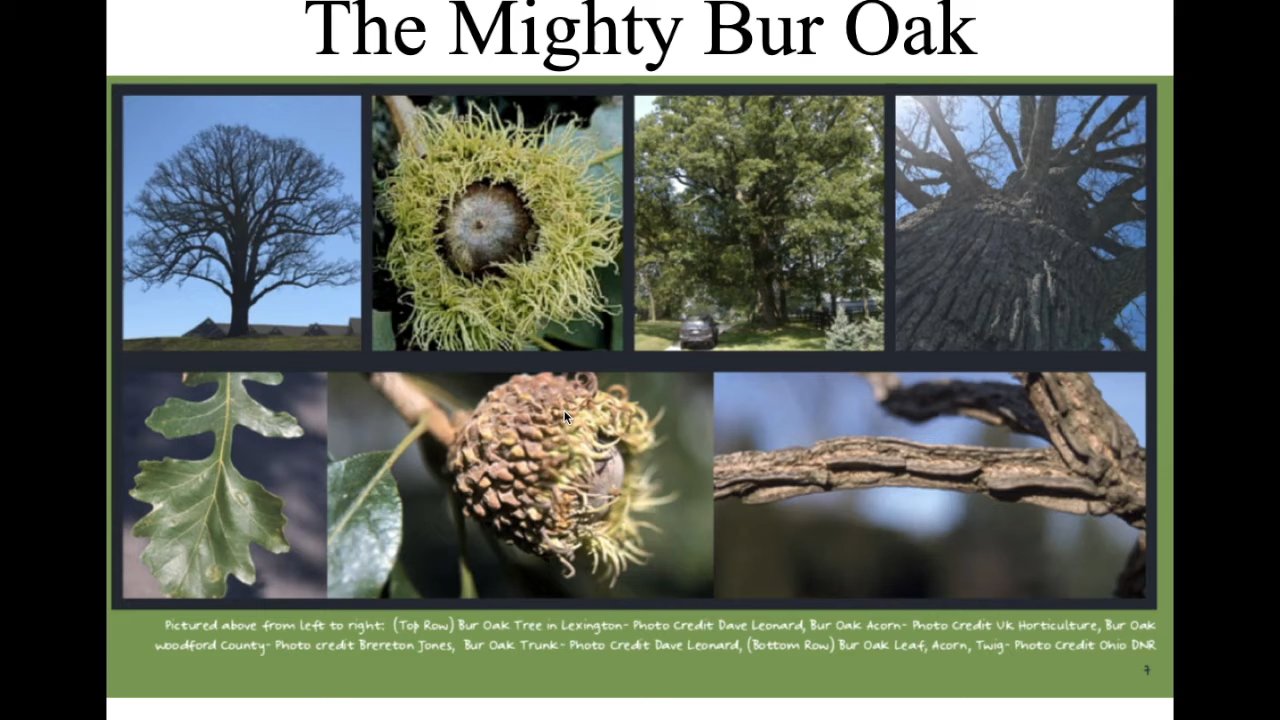 The Mighty Bur Oak
Pictured above from left to right: (Top Row) Bur Oak Tree in Lexington- Photo Credit Dave Leonard, Bur Oak Acorn- Photo Credit UK Horticulture, Bur Oak
woodford County- Photo credit Brereton Jones, Bur Oak Trunk- Photo Credit Dave Leonard, (Bottom Row) Bur Oak Leaf, Acorn, Twig- Photo Credit Ohio DNR
7